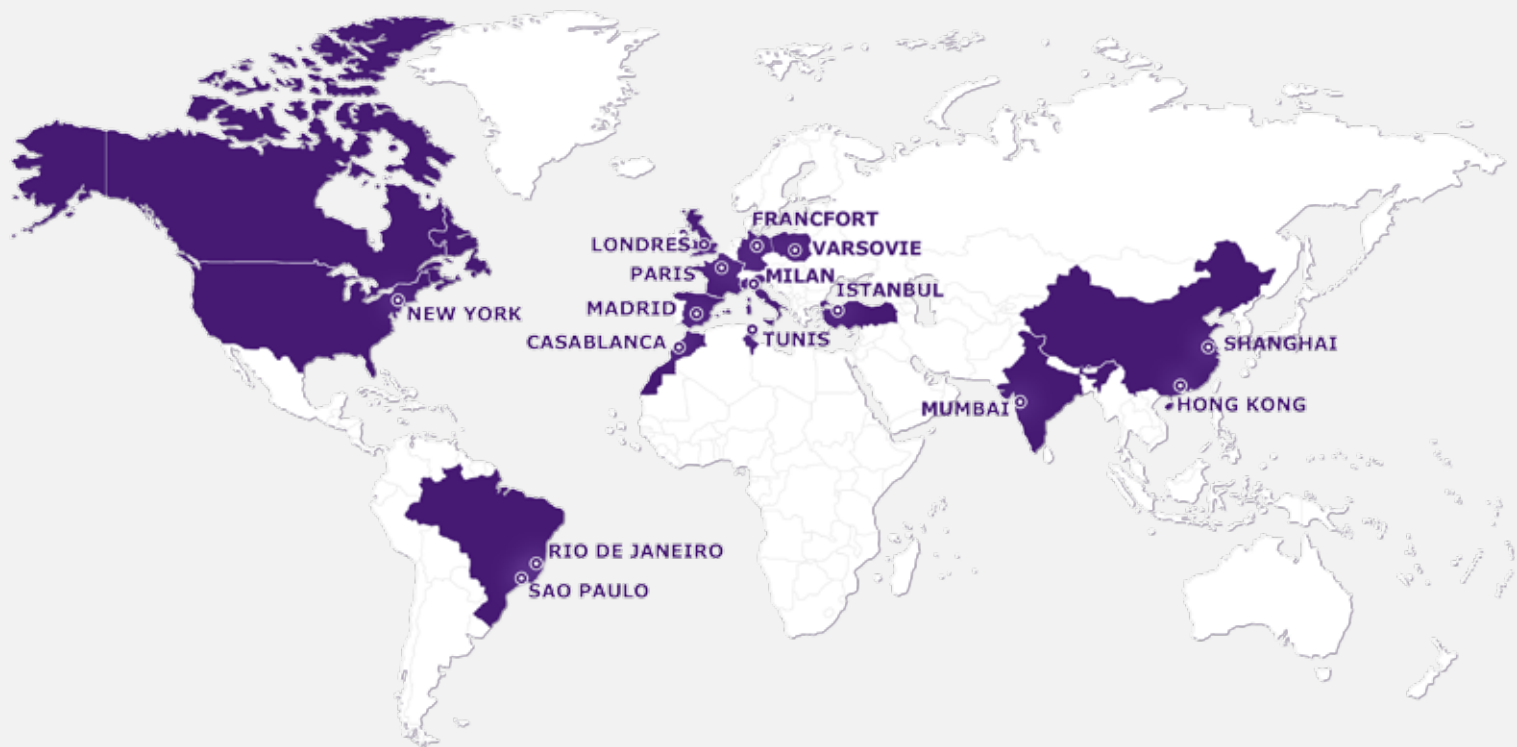 FRANCFORT
LONDRES
VARSOVIE
PARIS
MILAN
ISTANBUL
MADRID
NEW YORK
CASABLANCA
TUNIS
SHANGHAI
MUMBAI
HONG KONG
RIO DE JANEIRO
SAO PAULO